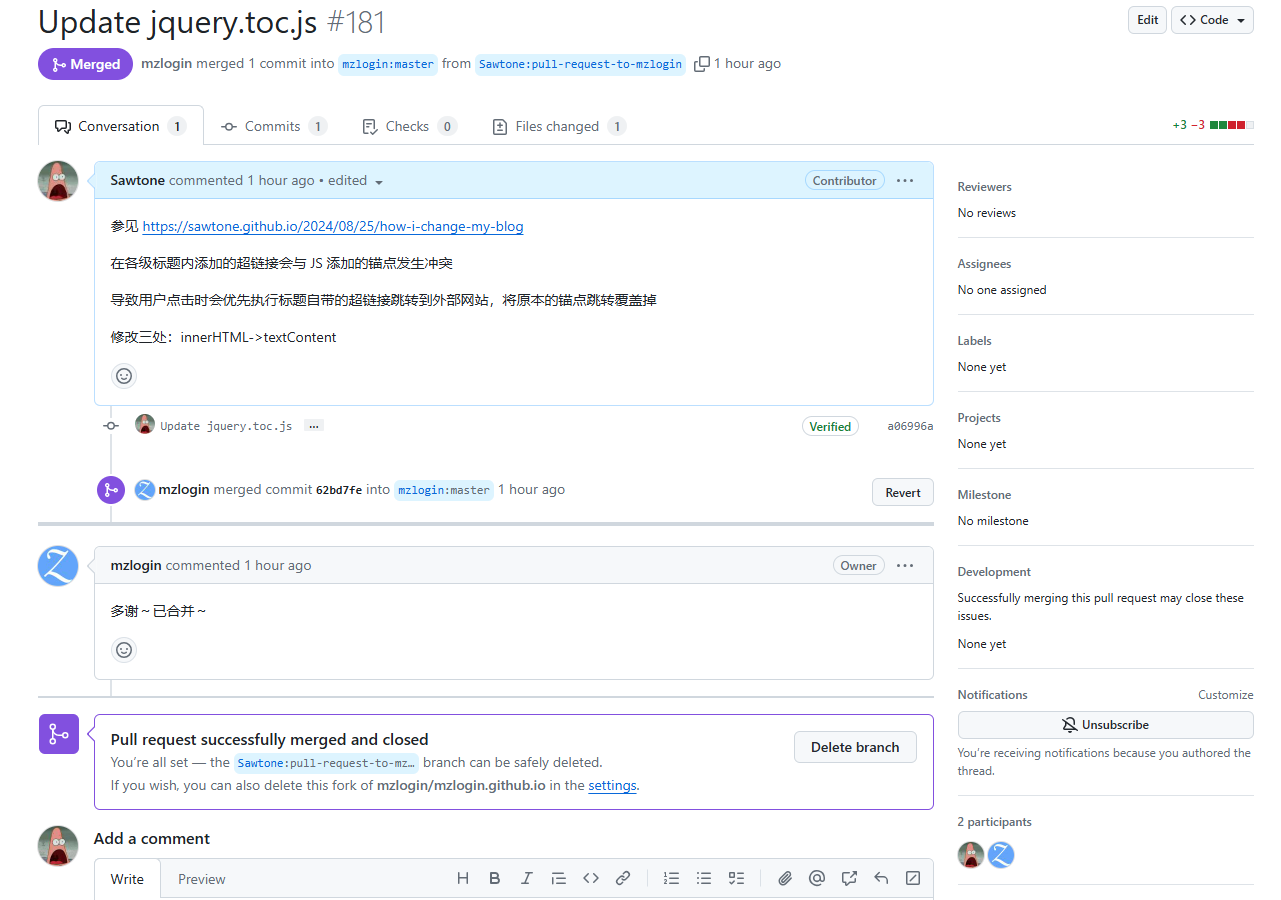 Update jquery.toc.js #181
Edit
Code
Merged
mzlogin merged 1 commit into mzlogin:master from Sawtone:pull-request-to-mzlogin 1 hour ago
Conversation 1
Commits 1
Checks 0
Files changed 1
+3 −3
Sawtone commented 1 hour ago • edited
Contributor
参见 https://sawtone.github.io/2024/08/25/how-i-change-my-blog
在各级标题内添加的超链接会与 JS 添加的锚点发生冲突
导致用户点击时会优先执行标题自带的超链接跳转到外部网站，将原本的锚点跳转覆盖掉
修改三处：innerHTML->textContent
Update jquery.toc.js …
Verified
a06996a
mzlogin merged commit 62bd7fe into mzlogin:master 1 hour ago
Revert
mzlogin commented 1 hour ago
Owner
多谢～已合并～
Pull request successfully merged and closed
You're all set — the Sawtone:pull-request-to-mz… branch can be safely deleted.
If you wish, you can also delete this fork of mzlogin/mzlogin.github.io in the settings.
Delete branch
Add a comment
Write
Preview
Reviewers
No reviews
Assignees
No one assigned
Labels
None yet
Projects
None yet
Milestone
No milestone
Development
Successfully merging this pull request may close these
issues.
None yet
Notifications
Customize
Unsubscribe
You're receiving notifications because you authored the
thread.
2 participants